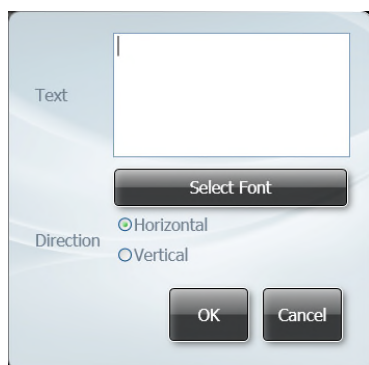 Text
Select Font
Horizontal
Direction
Vertical
OK Cancel